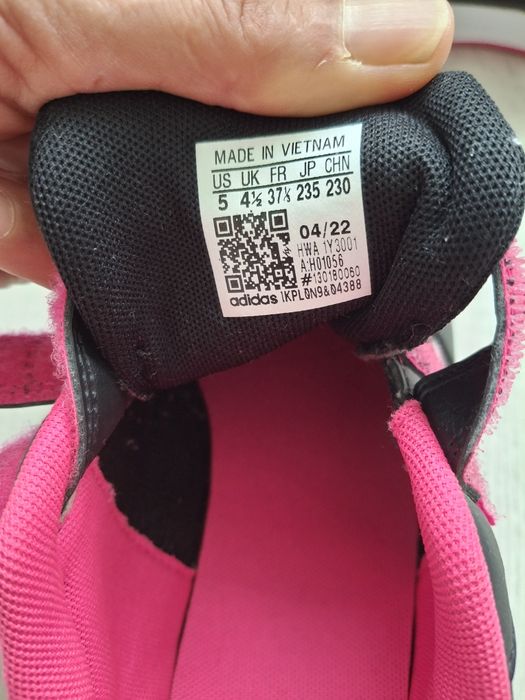 MADE IN VIETNAM
US UK FR JP CHN
5 4½ 37⅓ 235 230
04/22
HWA 1Y3001
A:H01056
#130180060
adidas 1KPL0N9&04388